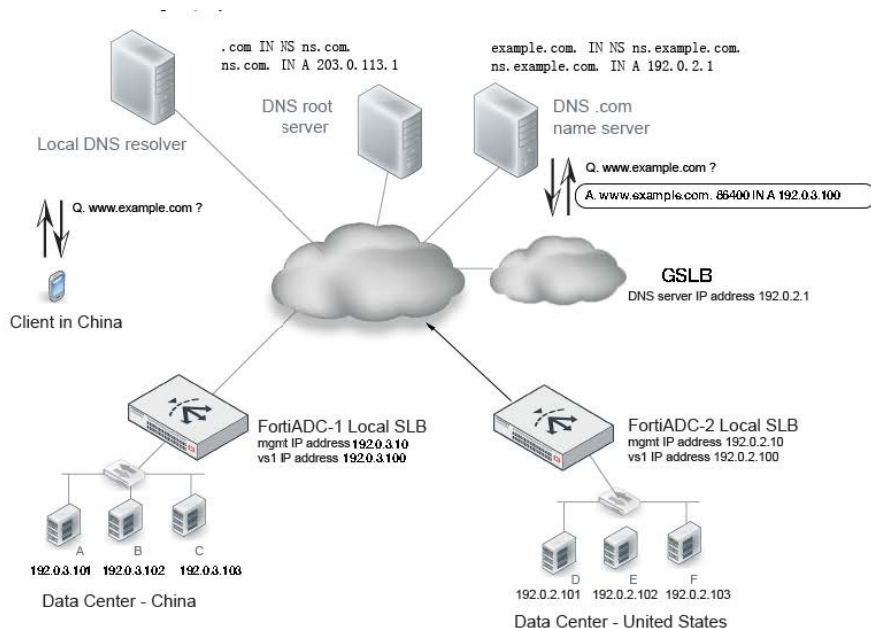 .com IN NS ns.com.
ns.com. IN A 203.0.113.1
example.com. IN NS ns.example.com.
ns.example.com. IN A 192.0.2.1
DNS root
server
DNS .com
name server
Local DNS resolver
Q. www.example.com ?
A. www.example.com. 86400 IN A 192.0.3.100
Q. www.example.com ?
GSLB
DNS server IP address 192.0.2.1
Client in China
FortiADC-1 Local SLB
mgmt IP address 192.0.3.10
vs1 IP address 192.0.3.100
FortiADC-2 Local SLB
mgmt IP address 192.0.2.10
vs1 IP address 192.0.2.100
A B C
192.0.3.101 192.0.3.102 192.0.3.103
Data Center - China
D E F
192.0.2.101 192.0.2.102 192.0.2.103
Data Center - United States